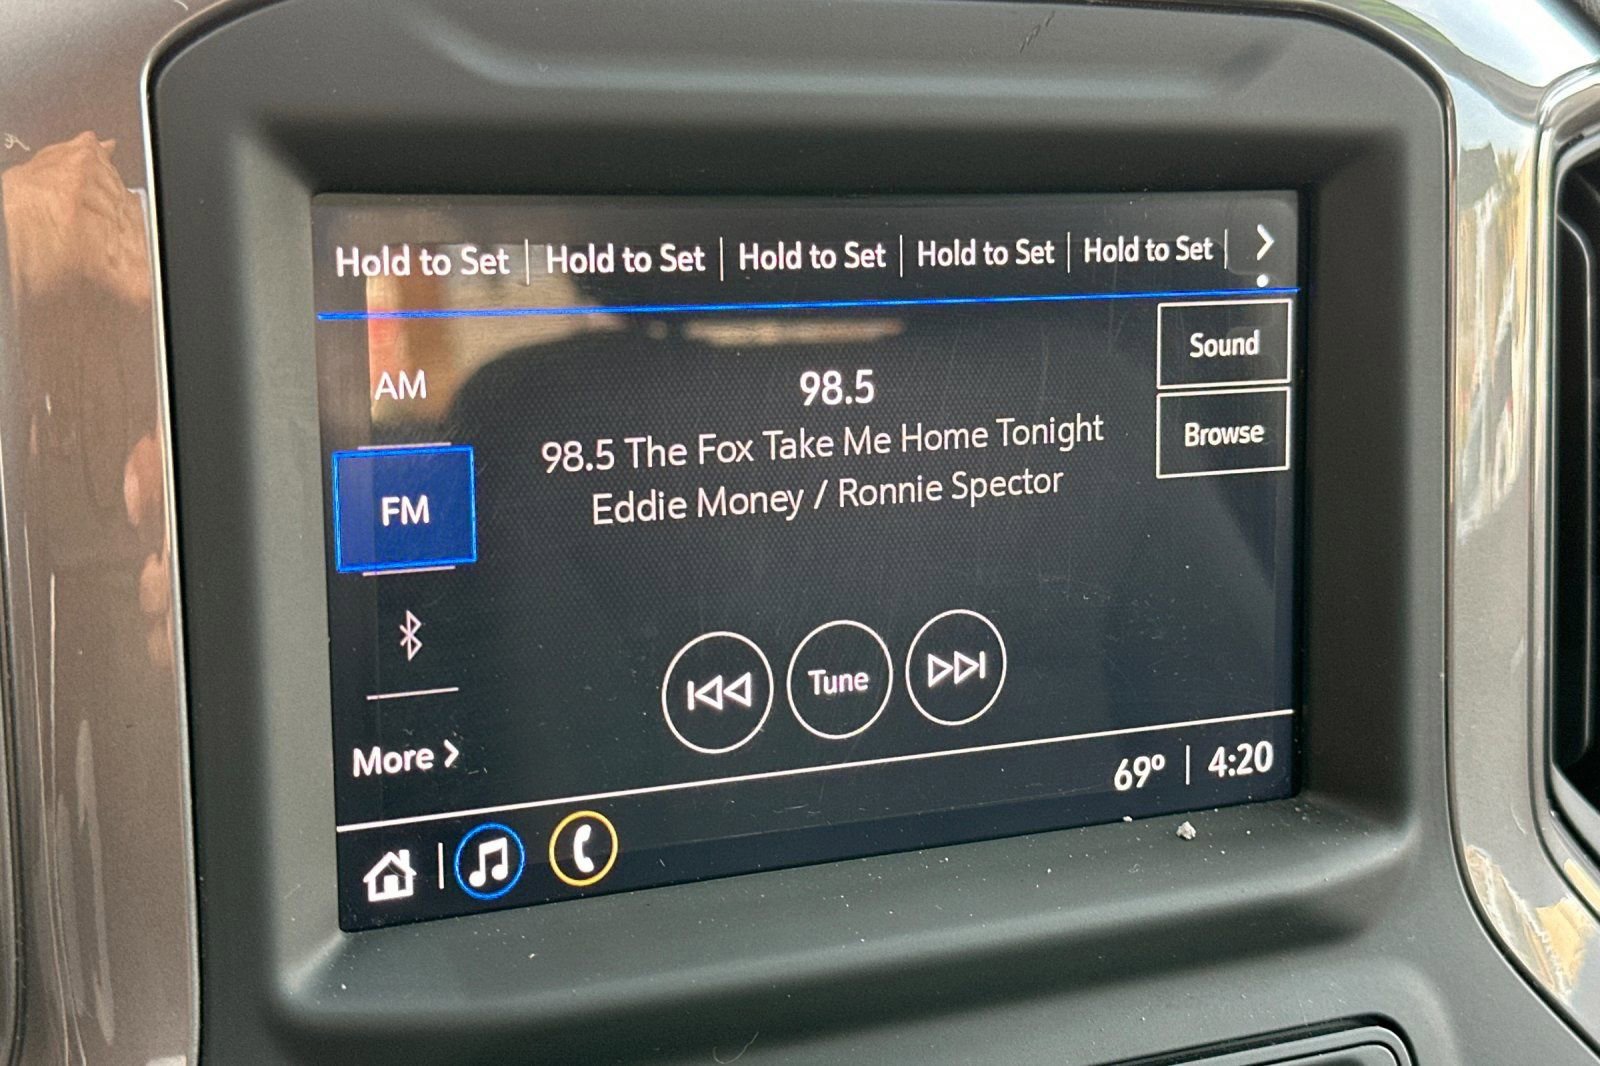 Hold to Set | Hold to Set | Hold to Set | Hold to Set | Hold to Set |
Sound
AM
98.5
98.5 The Fox Take Me Home Tonight
Browse
FM
Eddie Money / Ronnie Spector
Tune
More >
69° | 4:20